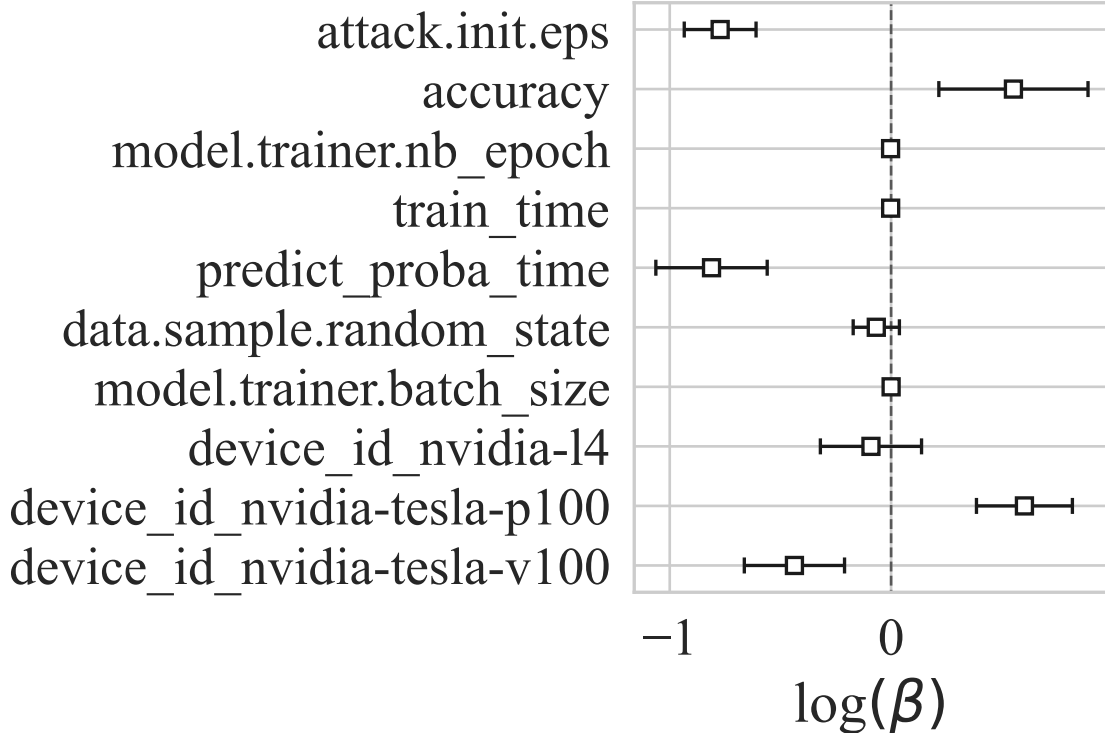 attack.init.eps
accuracy
model.trainer.nb_epoch
train_time
predict_proba_time
data.sample.random_state
model.trainer.batch_size
device_id_nvidia-l4
device_id_nvidia-tesla-p100
device_id_nvidia-tesla-v100
−1 0
log(β)